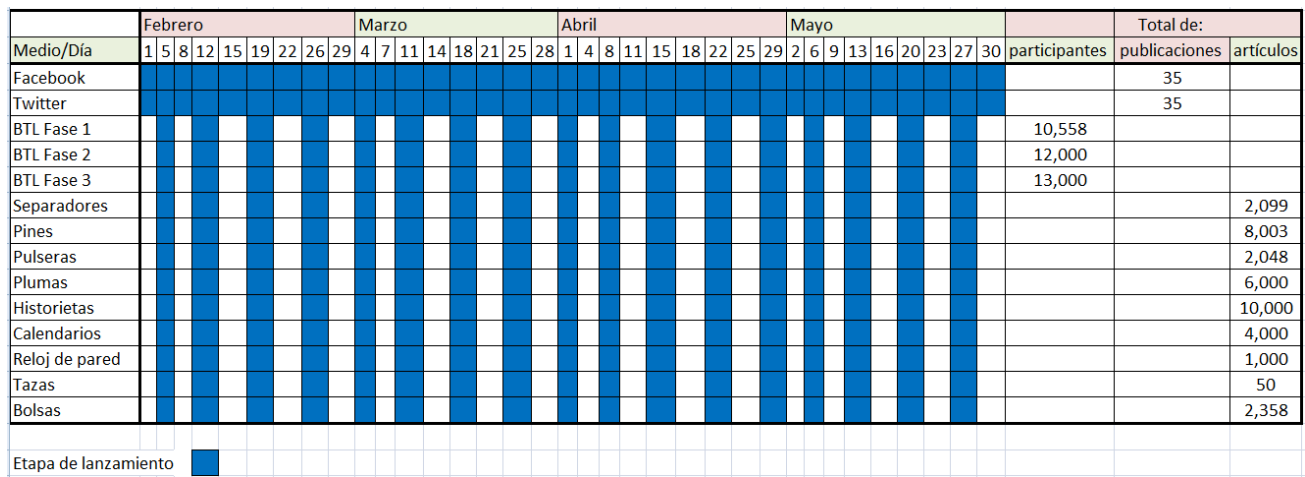 Febrero Marzo Abril Mayo Total de:
Medio/Día 1 5 8 12 15 19 22 26 29 4 7 11 14 18 21 25 28 1 4 8 11 15 18 22 25 29 2 6 9 13 16 20 23 27 30 participantes publicaciones artículos
Facebook 35
Twitter 35
BTL Fase 1 10,558
BTL Fase 2 12,000
BTL Fase 3 13,000
Separadores 2,099
Pines 8,003
Pulseras 2,048
Plumas 6,000
Historietas 10,000
Calendarios 4,000
Reloj de pared 1,000
Tazas 50
Bolsas 2,358
Etapa de lanzamiento